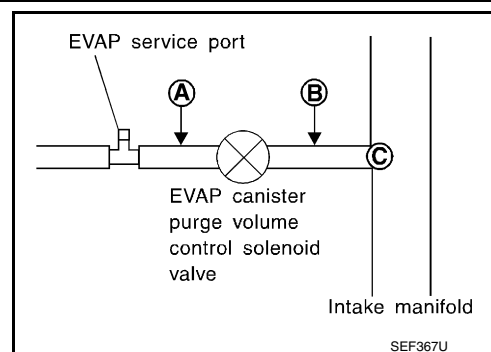 EVAP service port
A
B
C
EVAP canister
purge volume
control solenoid
valve
Intake manifold
SEF367U